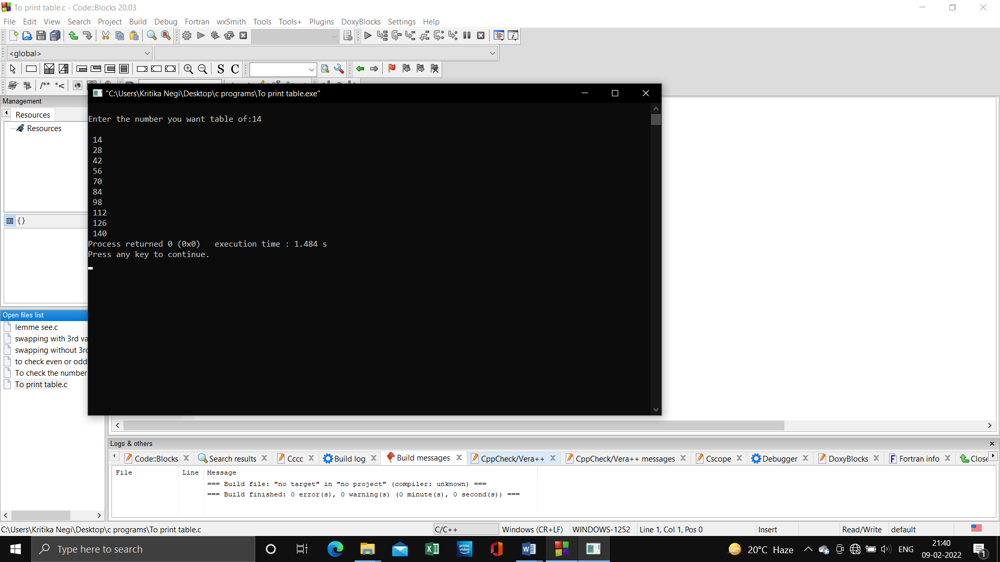 To print table.c - Code::Blocks 20.03
File Edit View Search Project Build Debug Fortran wxSmith Tools Tools+ Plugins DoxyBlocks Settings Help
<global>
S C
/** *<
Management
Resources
Resources
{}
"C:\Users\Kritika Negi\Desktop\c programs\To print table.exe"
Enter the number you want table of:14
14
28
42
56
70
84
98
112
126
140
Process returned 0 (0x0)   execution time : 1.484 s
Press any key to continue.
Open files list
lemme see.c
swapping with 3rd va
swapping without 3rd
to check even or odd
To check the number
To print table.c
Logs & others
Code::Blocks Search results Cccc Build log Build messages CppCheck/Vera++ CppCheck/Vera++ messages Cscope Debugger DoxyBlocks Fortran info Close
File Line Message
=== Build file: "no target" in "no project" (compiler: unknown) ===
=== Build finished: 0 error(s), 0 warning(s) (0 minute(s), 0 second(s)) ===
C:\Users\Kritika Negi\Desktop\c programs\To print table.c C/C++ Windows (CR+LF) WINDOWS-1252 Line 1, Col 1, Pos 0 Insert Read/Write default
Type here to search prime video 20°C Haze ENG 21:40 1
09-02-2022